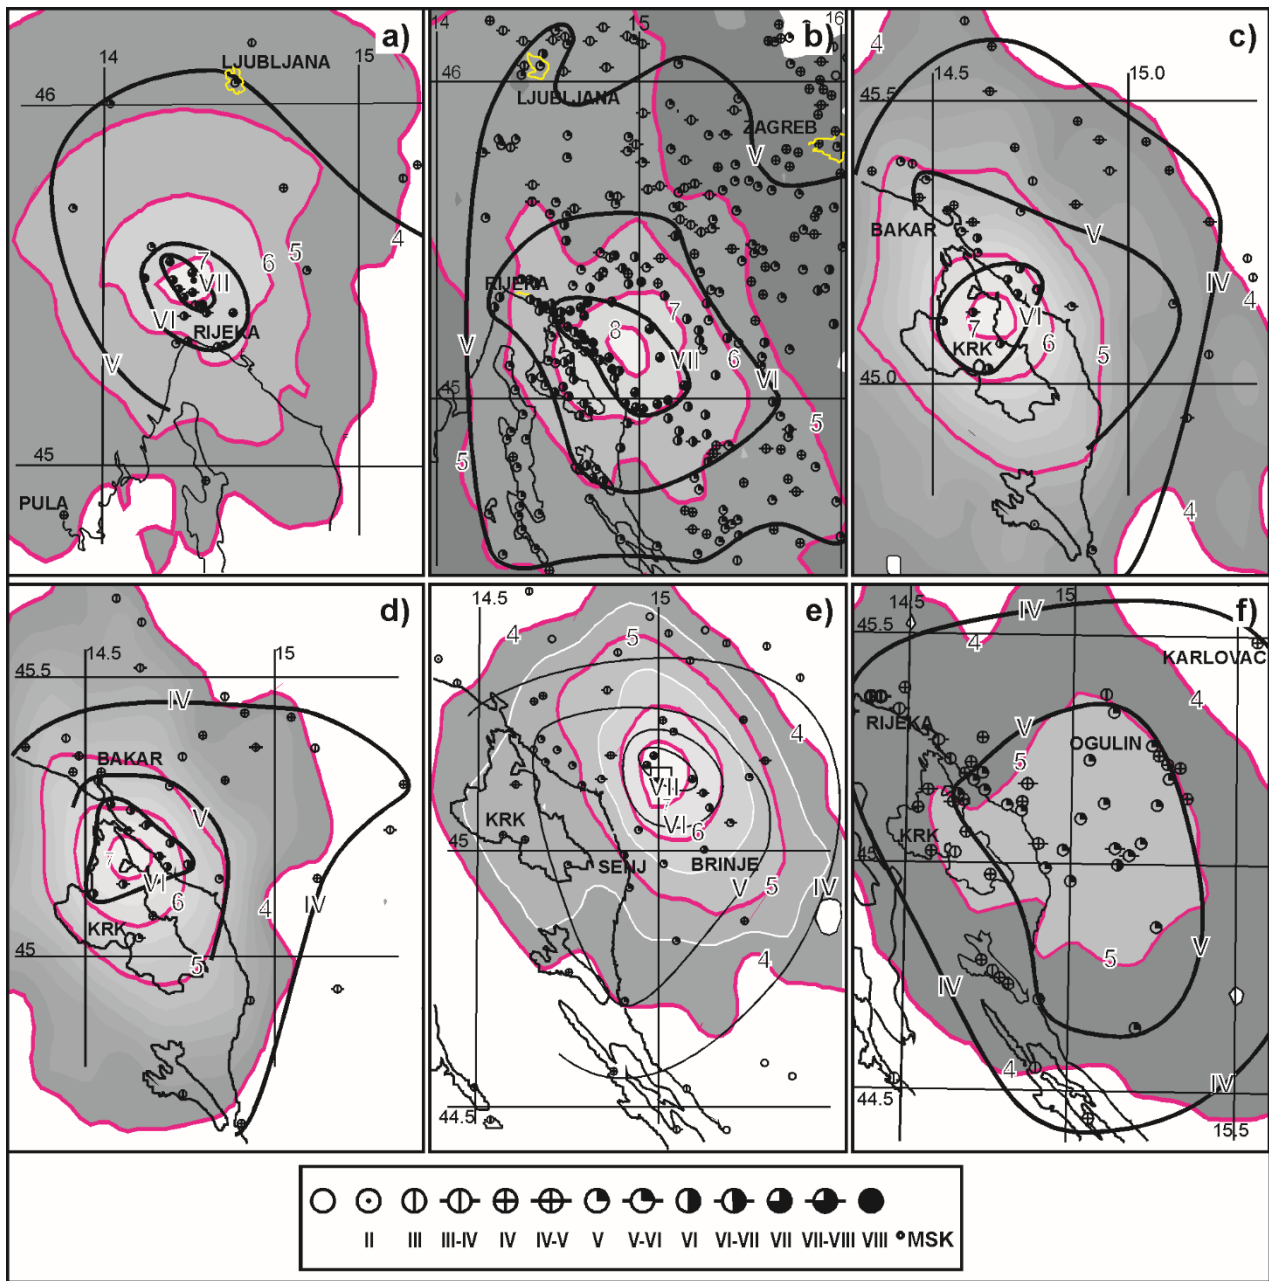 a)
14
15
LJUBLJANA
46
7
6
5
4
VII
VI
RIJEKA
V
45
PULA
b)
14
15
16
46
LJUBLJANA
ZAGREB
V
RIJEKA
7
8
VII
6
VI
V
45
5
5
c)
4
14.5
15.0
45.5
BAKAR
V
IV
4
VI
7
6
5
KRK
45.0
4
d)
14.5
15
45.5
IV
BAKAR
V
7
VI
6
4
IV
KRK
5
45
e)
14.5
15
4
5
4
VII
7
VI
6
KRK
45
SENJ
BRINJE
V
5
IV
4
44.5
f)
14.5
15
IV
45.5
KARLOVAC
4
RIJEKA
V
OGULIN
5
KRK
45
V
5
IV
4
IV
44.5
15.5
II III III-IV IV IV-V V V-VI VI VI-VII VII VII-VIII VIII °MSK